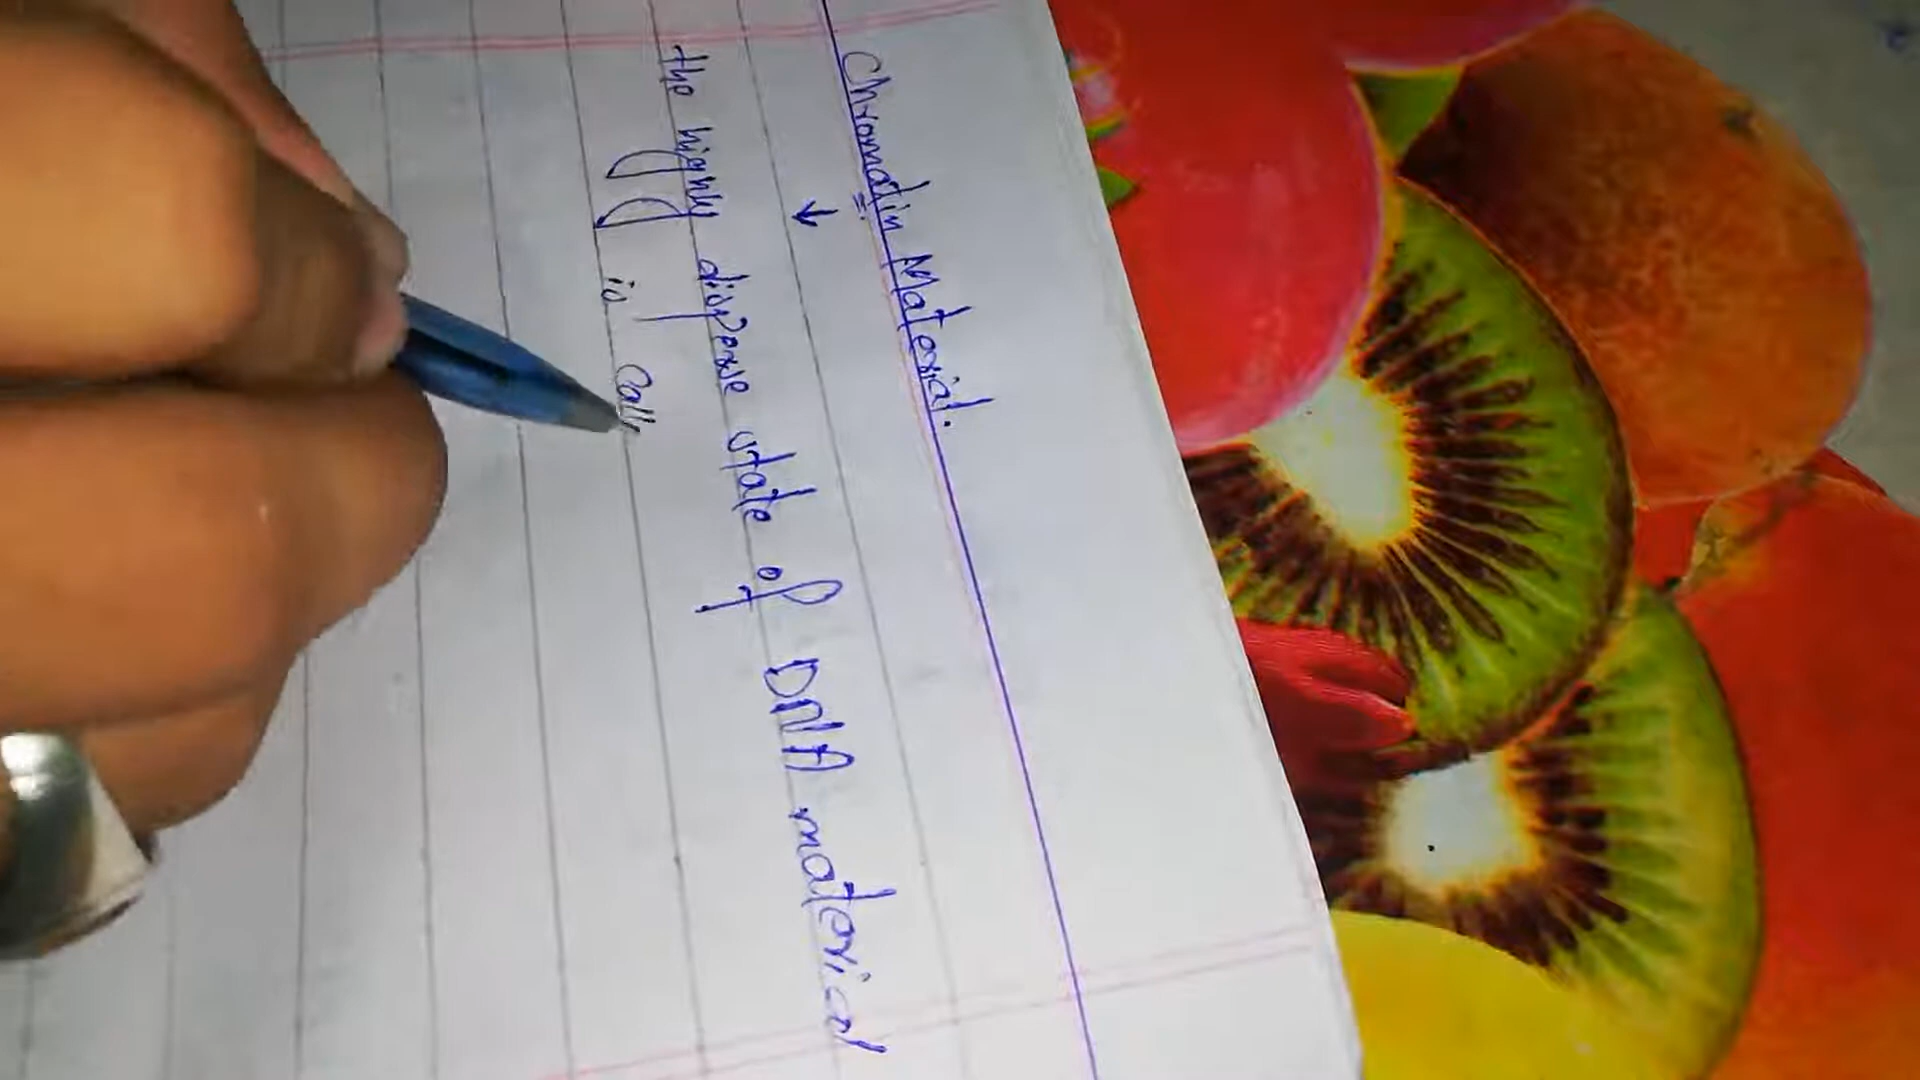 Chromatin Material.
↓
the highly disperse state of DNA material
is call